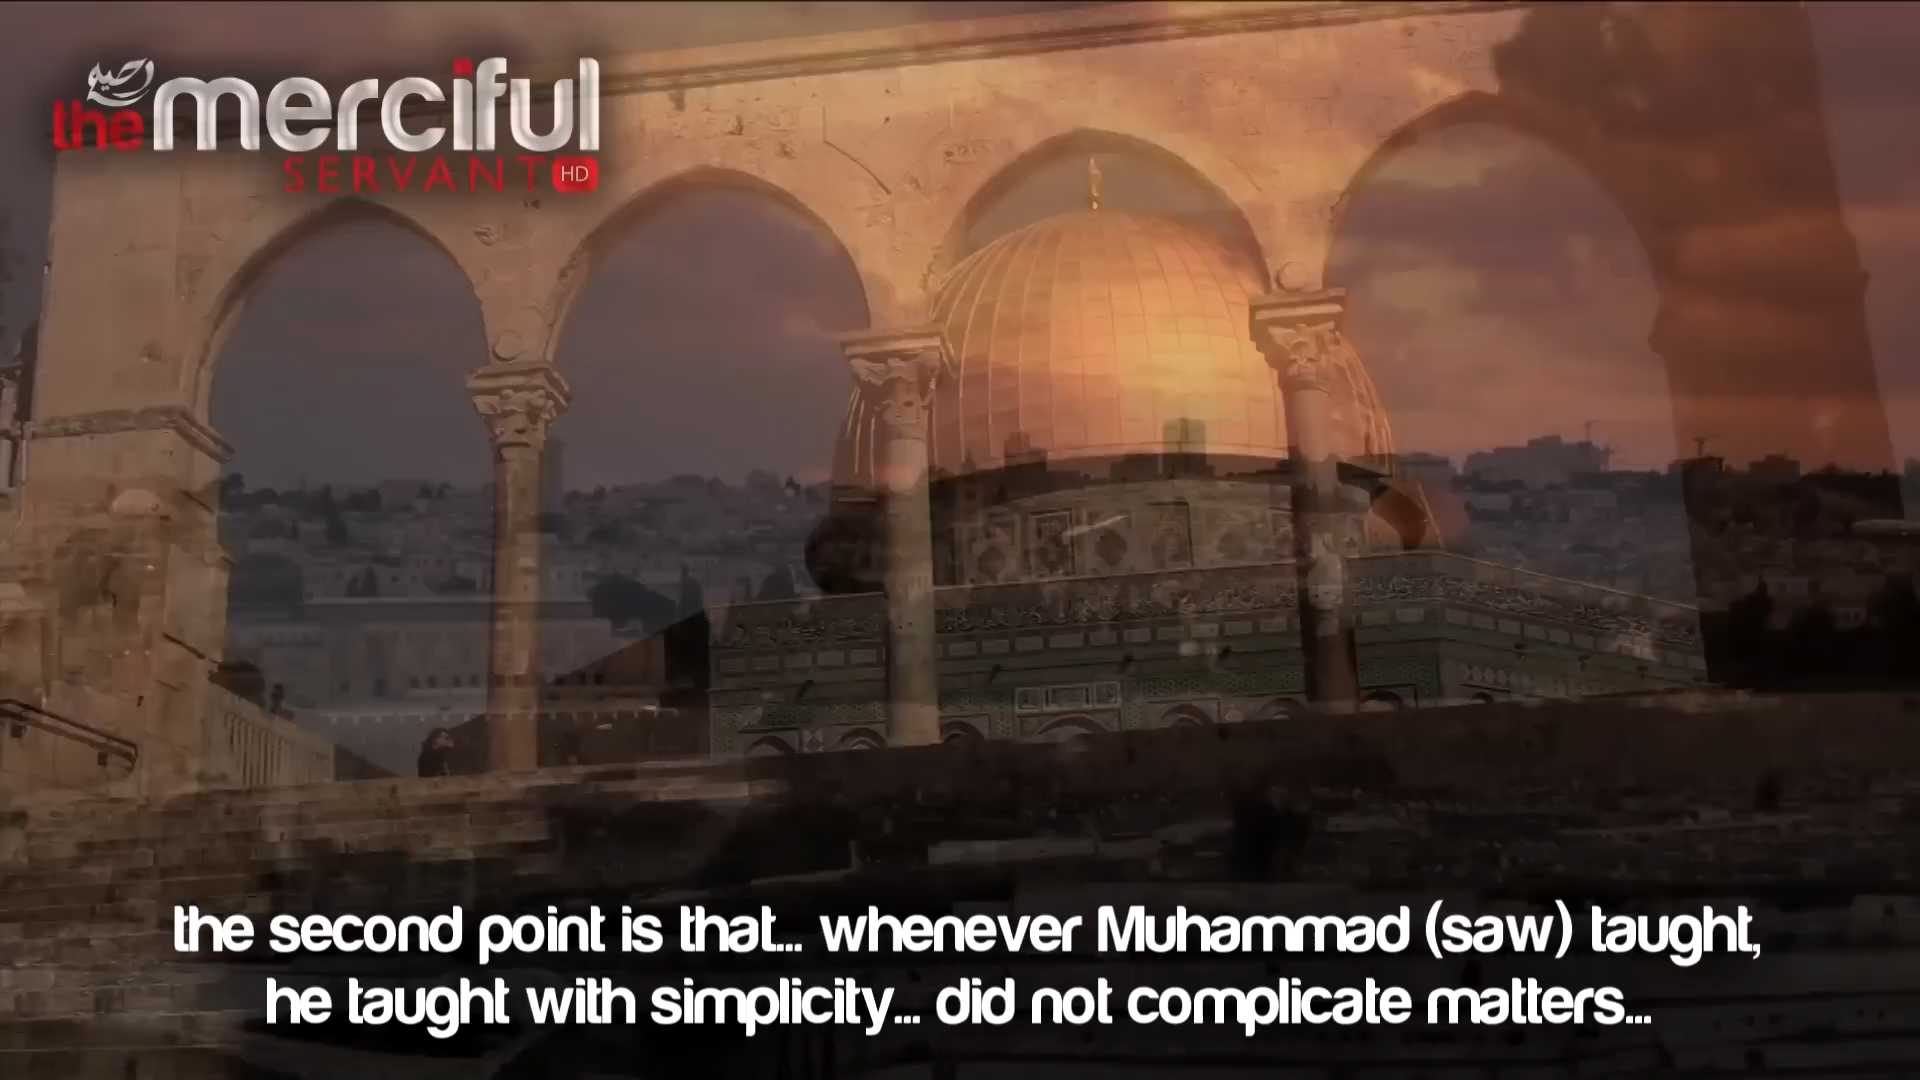 رحيم
the merciful
SERVANT HD
the second point is that... whenever Muhammad (saw) taught,
he taught with simplicity... did not complicate matters...